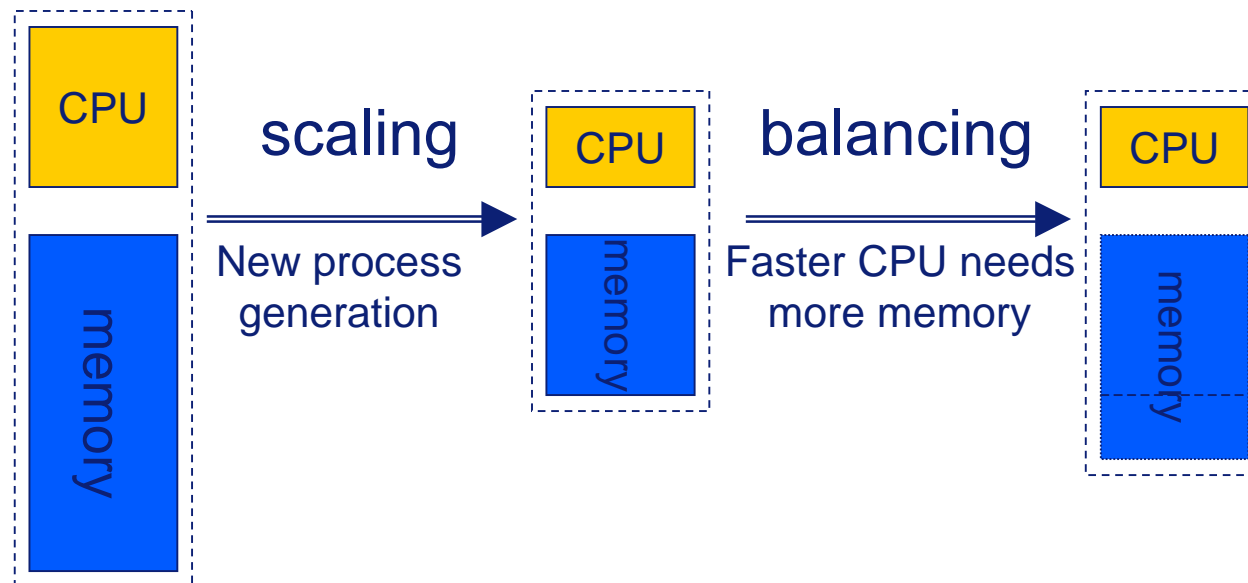 CPU
memory
scaling
New process
generation
CPU
memory
balancing
Faster CPU needs
more memory
CPU
memory